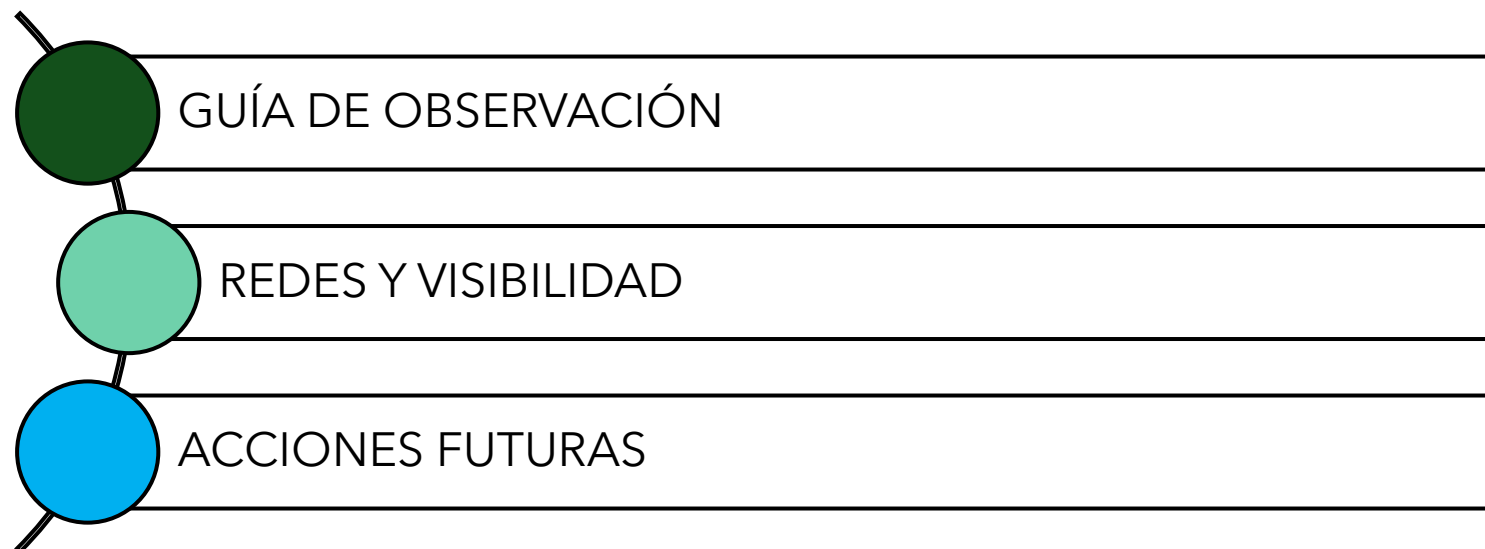 GUÍA DE OBSERVACIÓN
REDES Y VISIBILIDAD
ACCIONES FUTURAS